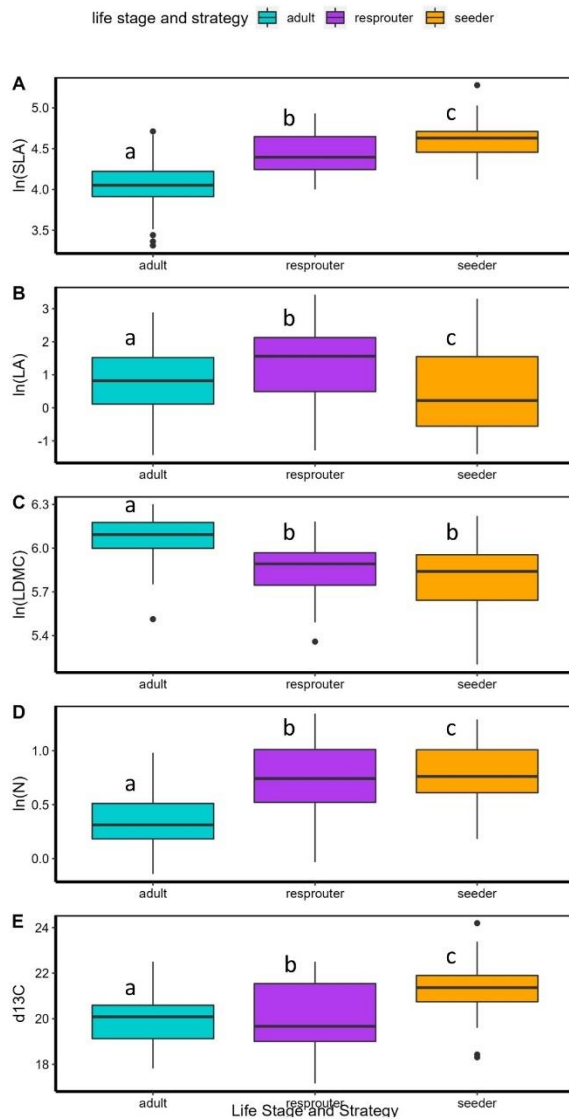 life stage and strategy adult resprouter seeder
A
ln(SLA)
5.0
4.5
4.0
3.5
a b c
adult resprouter seeder
B
ln(LA)
3
2
1
0
-1
a b c
adult resprouter seeder
C
ln(LDMC)
6.3
6.0
5.7
5.4
a b b
adult resprouter seeder
D
ln(N)
1.0
0.5
0.0
a b c
adult resprouter seeder
E
d13C
24
22
20
18
a b c
adult resprouter seeder
Life Stage and Strategy